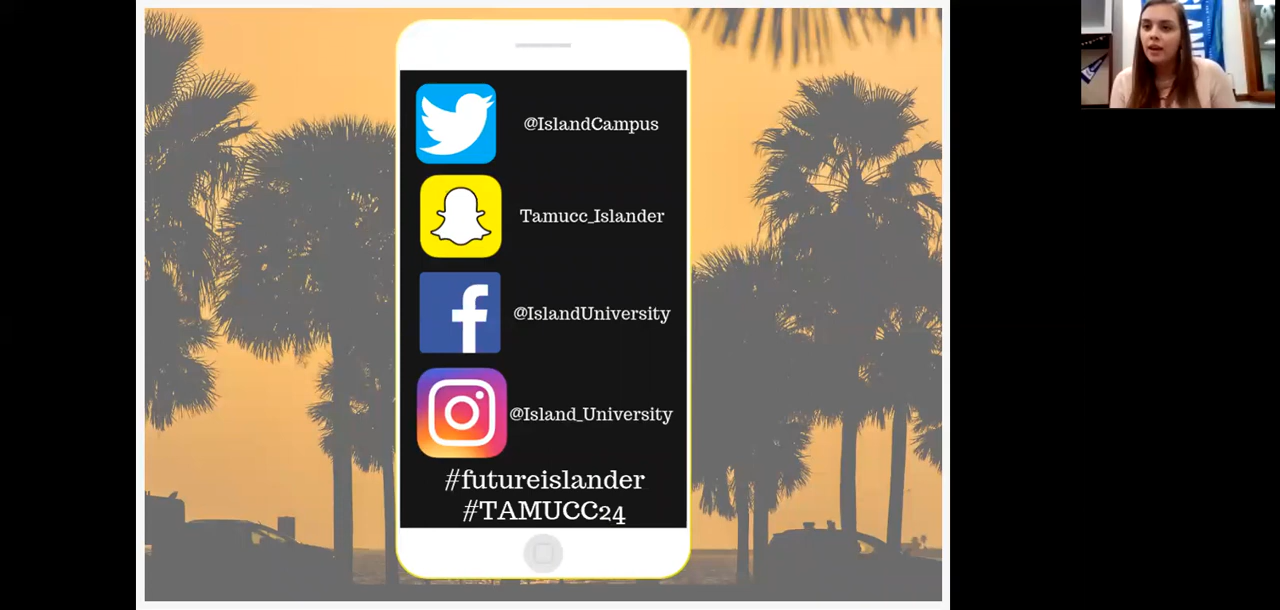 @IslandCampus
Tamucc_Islander
@IslandUniversity
@Island_University
#futureislander
#TAMUCC24